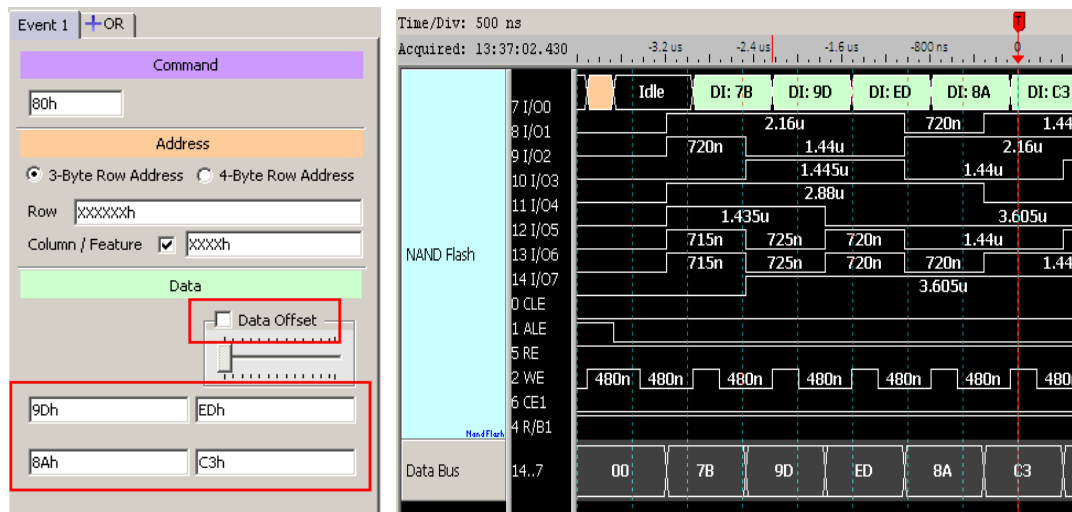 Event 1 +OR
Command
80h
Address
3-Byte Row Address 4-Byte Row Address
Row XXXXXXh
Column / Feature XXXXh
Data
Data Offset
9Dh EDh
8Ah C3h
Time/Div: 500 ns
Acquired: 13:37:02.430 -3.2 us -2.4 us -1.6 us -800 ns 0
T
Idle DI: 7B DI: 9D DI: ED DI: 8A DI: C3
7 I/O0 2.16u 720n 1.44
8 I/O1 720n 1.44u 2.16u
9 I/O2 1.445u 1.44u
10 I/O3 2.88u
11 I/O4 1.435u 3.605u
12 I/O5 715n 725n 720n 1.44u
NAND Flash 13 I/O6 715n 725n 720n 720n 1.44
14 I/O7 3.605u
0 CLE
1 ALE
5 RE
2 WE 480n 480n 480n 480n 480n 480n 480
6 CE1
NandFlash 4 R/B1
Data Bus 14..7 00 7B 9D ED 8A C3